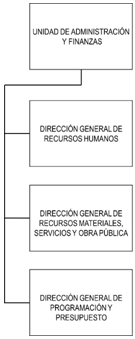 UNIDAD DE ADMINISTRACIÓN
Y FINANZAS
DIRECCIÓN GENERAL DE
RECURSOS HUMANOS
DIRECCIÓN GENERAL DE
RECURSOS MATERIALES,
SERVICIOS Y OBRA PÚBLICA
DIRECCIÓN GENERAL DE
PROGRAMACIÓN Y
PRESUPUESTO